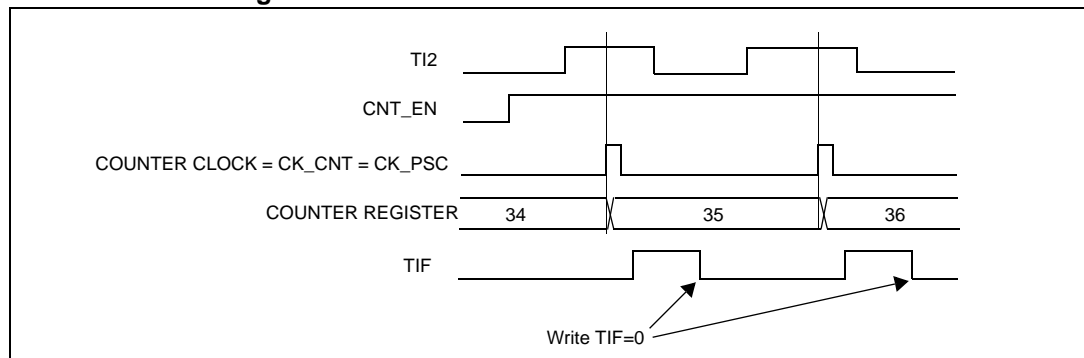 TI2
CNT_EN
COUNTER CLOCK = CK_CNT = CK_PSC
COUNTER REGISTER 34 35 36
TIF
Write TIF=0